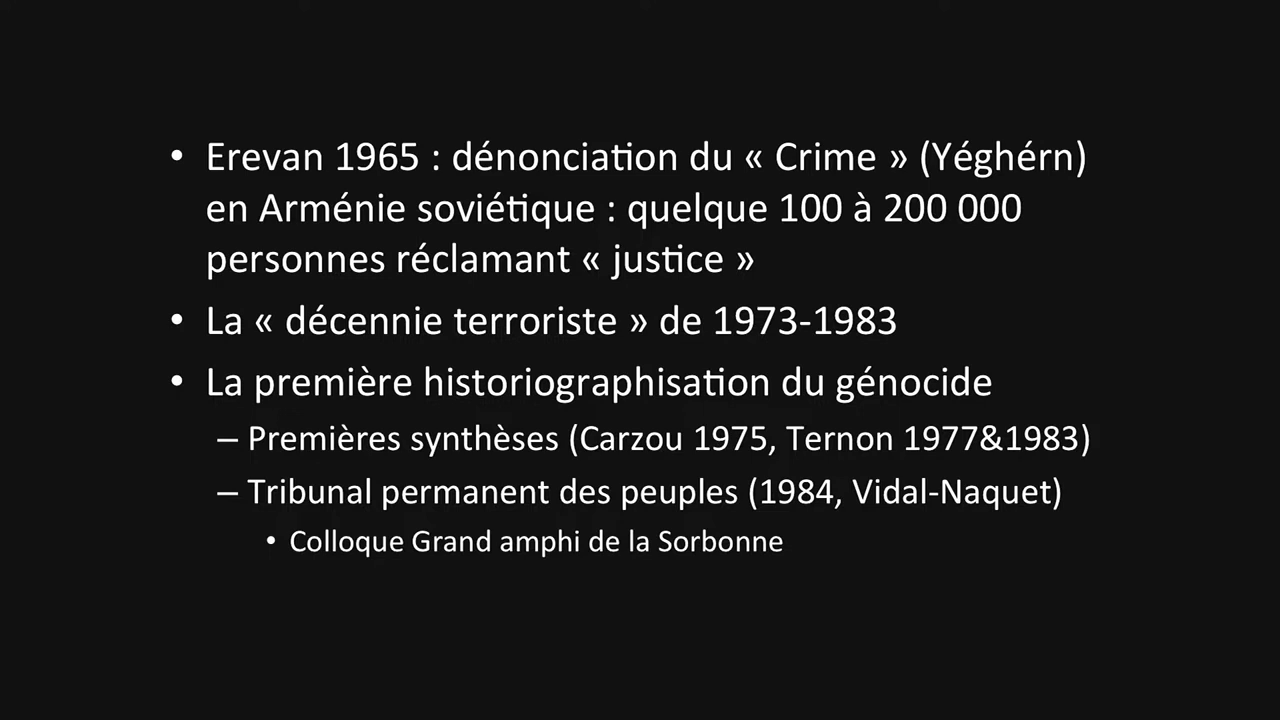 • Erevan 1965 : dénonciation du « Crime » (Yéghérn)
en Arménie soviétique : quelque 100 à 200 000
personnes réclamant « justice »
• La « décennie terroriste » de 1973-1983
• La première historiographisation du génocide
– Premières synthèses (Carzou 1975, Ternon 1977&1983)
– Tribunal permanent des peuples (1984, Vidal-Naquet)
• Colloque Grand amphi de la Sorbonne